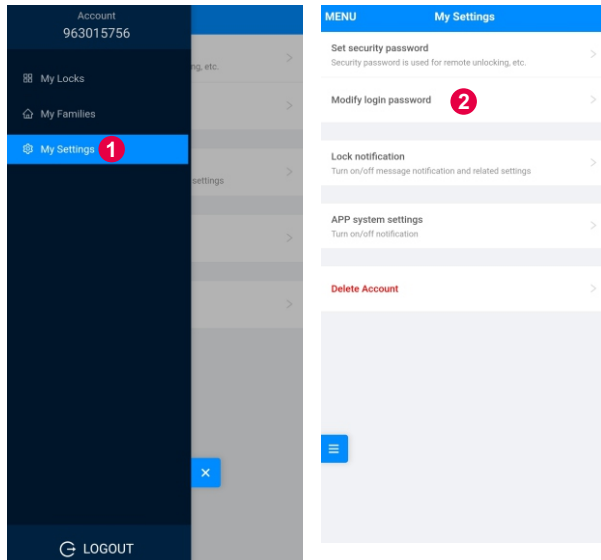 Account
963015756
My Locks
My Families
My Settings 1
ng, etc.
settings
LOGOUT
MENU My Settings
Set security password
Security password is used for remote unlocking, etc.
Modify login password 2
Lock notification
Turn on/off message notification and related settings
APP system settings
Turn on/off notification
Delete Account